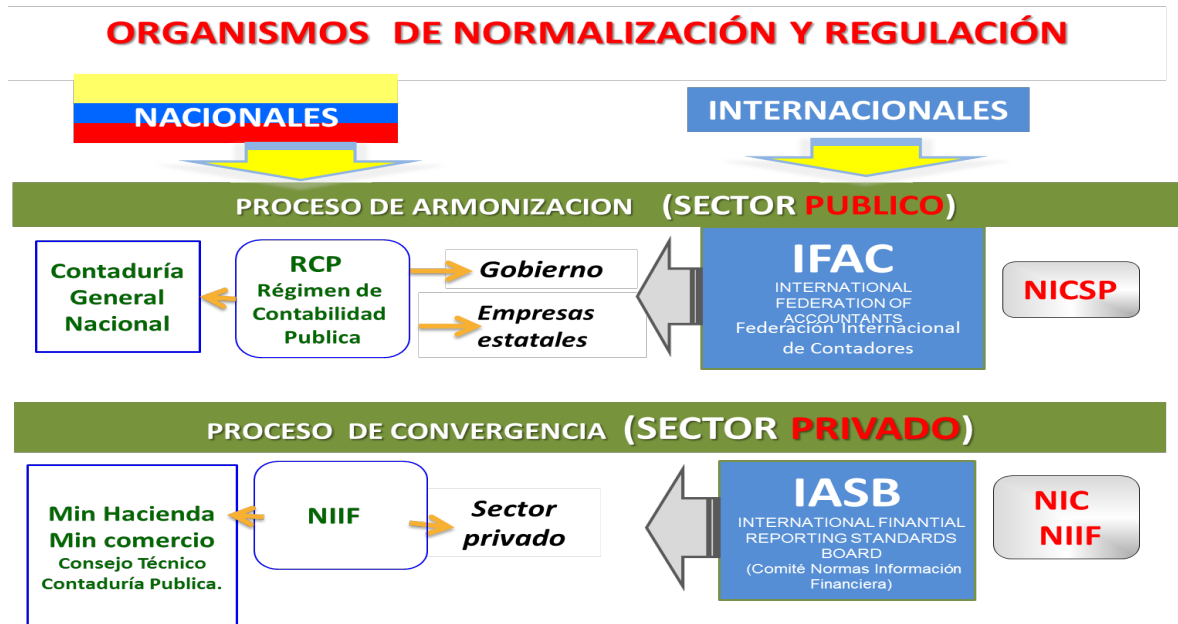 ORGANISMOS DE NORMALIZACIÓN Y REGULACIÓN
NACIONALES
INTERNACIONALES
PROCESO DE ARMONIZACION (SECTOR PUBLICO)
Contaduría
General
Nacional
RCP
Régimen de
Contabilidad
Publica
Gobierno
Empresas
estatales
IFAC
INTERNATIONAL
FEDERATION OF
ACCOUNTANTS
Federación Internacional
de Contadores
NICSP
PROCESO DE CONVERGENCIA (SECTOR PRIVADO)
Min Hacienda
Min comercio
Consejo Técnico
Contaduría Publica.
NIIF
Sector
privado
IASB
INTERNATIONAL FINANTIAL
REPORTING STANDARDS
BOARD
(Comité Normas Información
Financiera)
NIC
NIIF